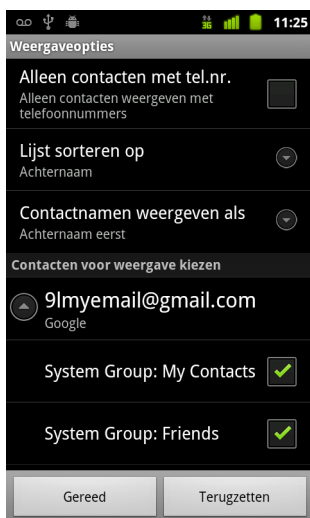 3G 11:25
Weergaveopties
Alleen contacten met tel.nr.
Alleen contacten weergeven met
telefoonnummers
Lijst sorteren op
Achternaam
Contactnamen weergeven als
Achternaam eerst
Contacten voor weergave kiezen
9lmyemail@gmail.com
Google
System Group: My Contacts
System Group: Friends
Gereed Terugzetten